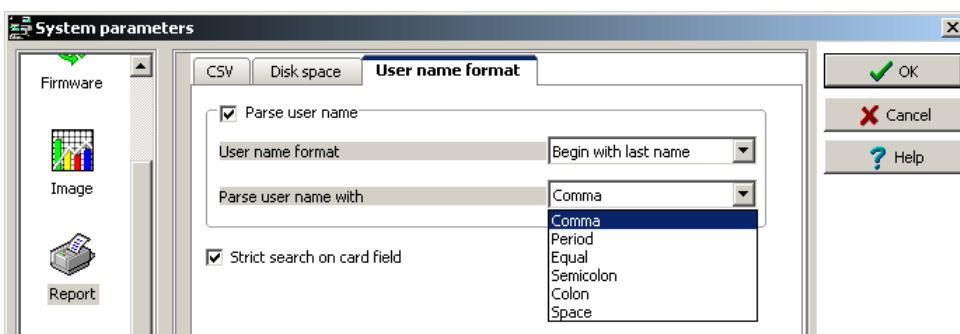 System parameters
Firmware
Image
Report
CSV
Disk space
User name format
Parse user name
User name format
Begin with last name
Parse user name with
Comma
Comma
Period
Equal
Semicolon
Colon
Space
Strict search on card field
OK
Cancel
Help